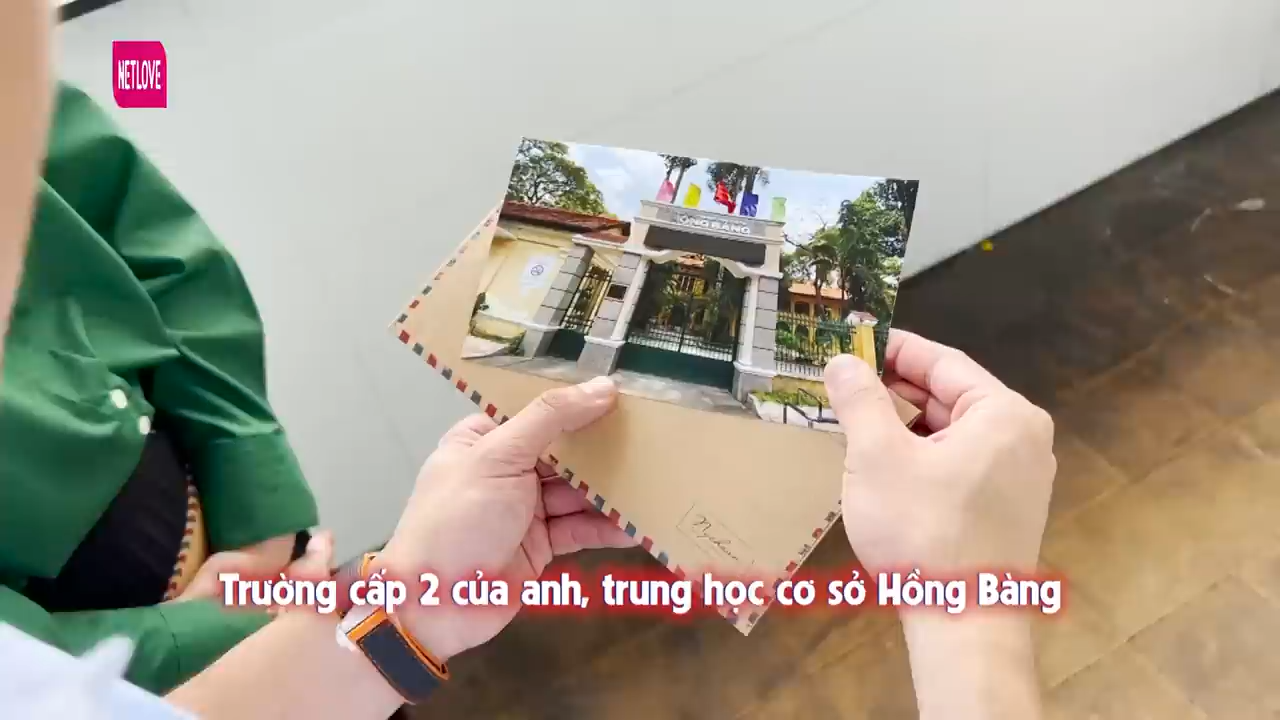 NETLOVE
ỒNG BÀNG
Trường cấp 2 của anh, trung học cơ sở Hồng Bàng